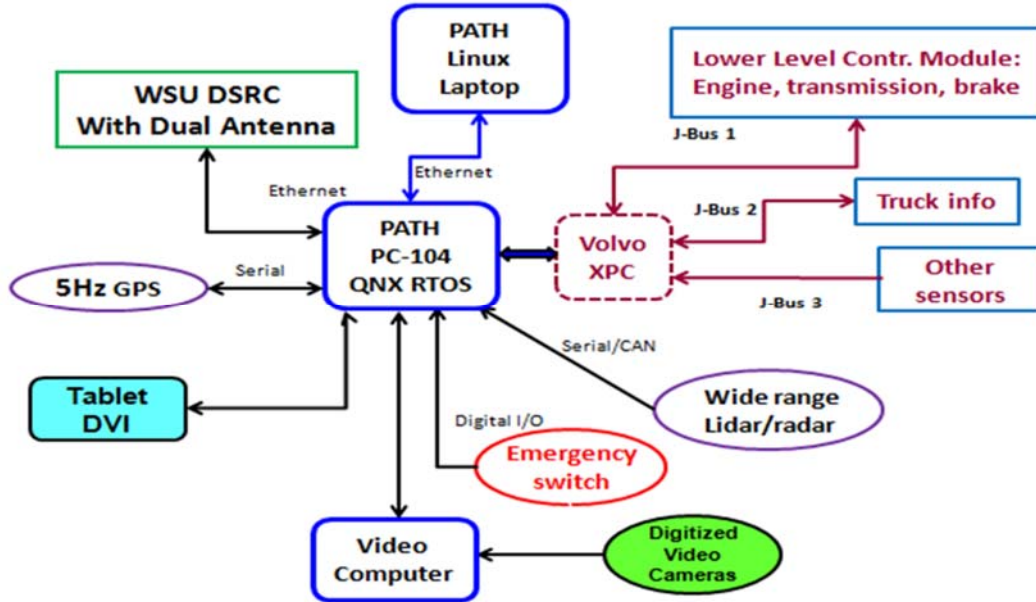 PATH
Linux
Laptop
Lower Level Contr. Module:
Engine, transmission, brake
WSU DSRC
With Dual Antenna
J-Bus 1
Ethernet
Ethernet
J-Bus 2
Truck info
PATH
PC-104
QNX RTOS
Volvo
XPC
Other
sensors
J-Bus 3
Serial
5Hz GPS
Serial/CAN
Tablet
DVI
Wide range
Lidar/radar
Digital I/O
Emergency
switch
Video
Computer
Digitized
Video
Cameras